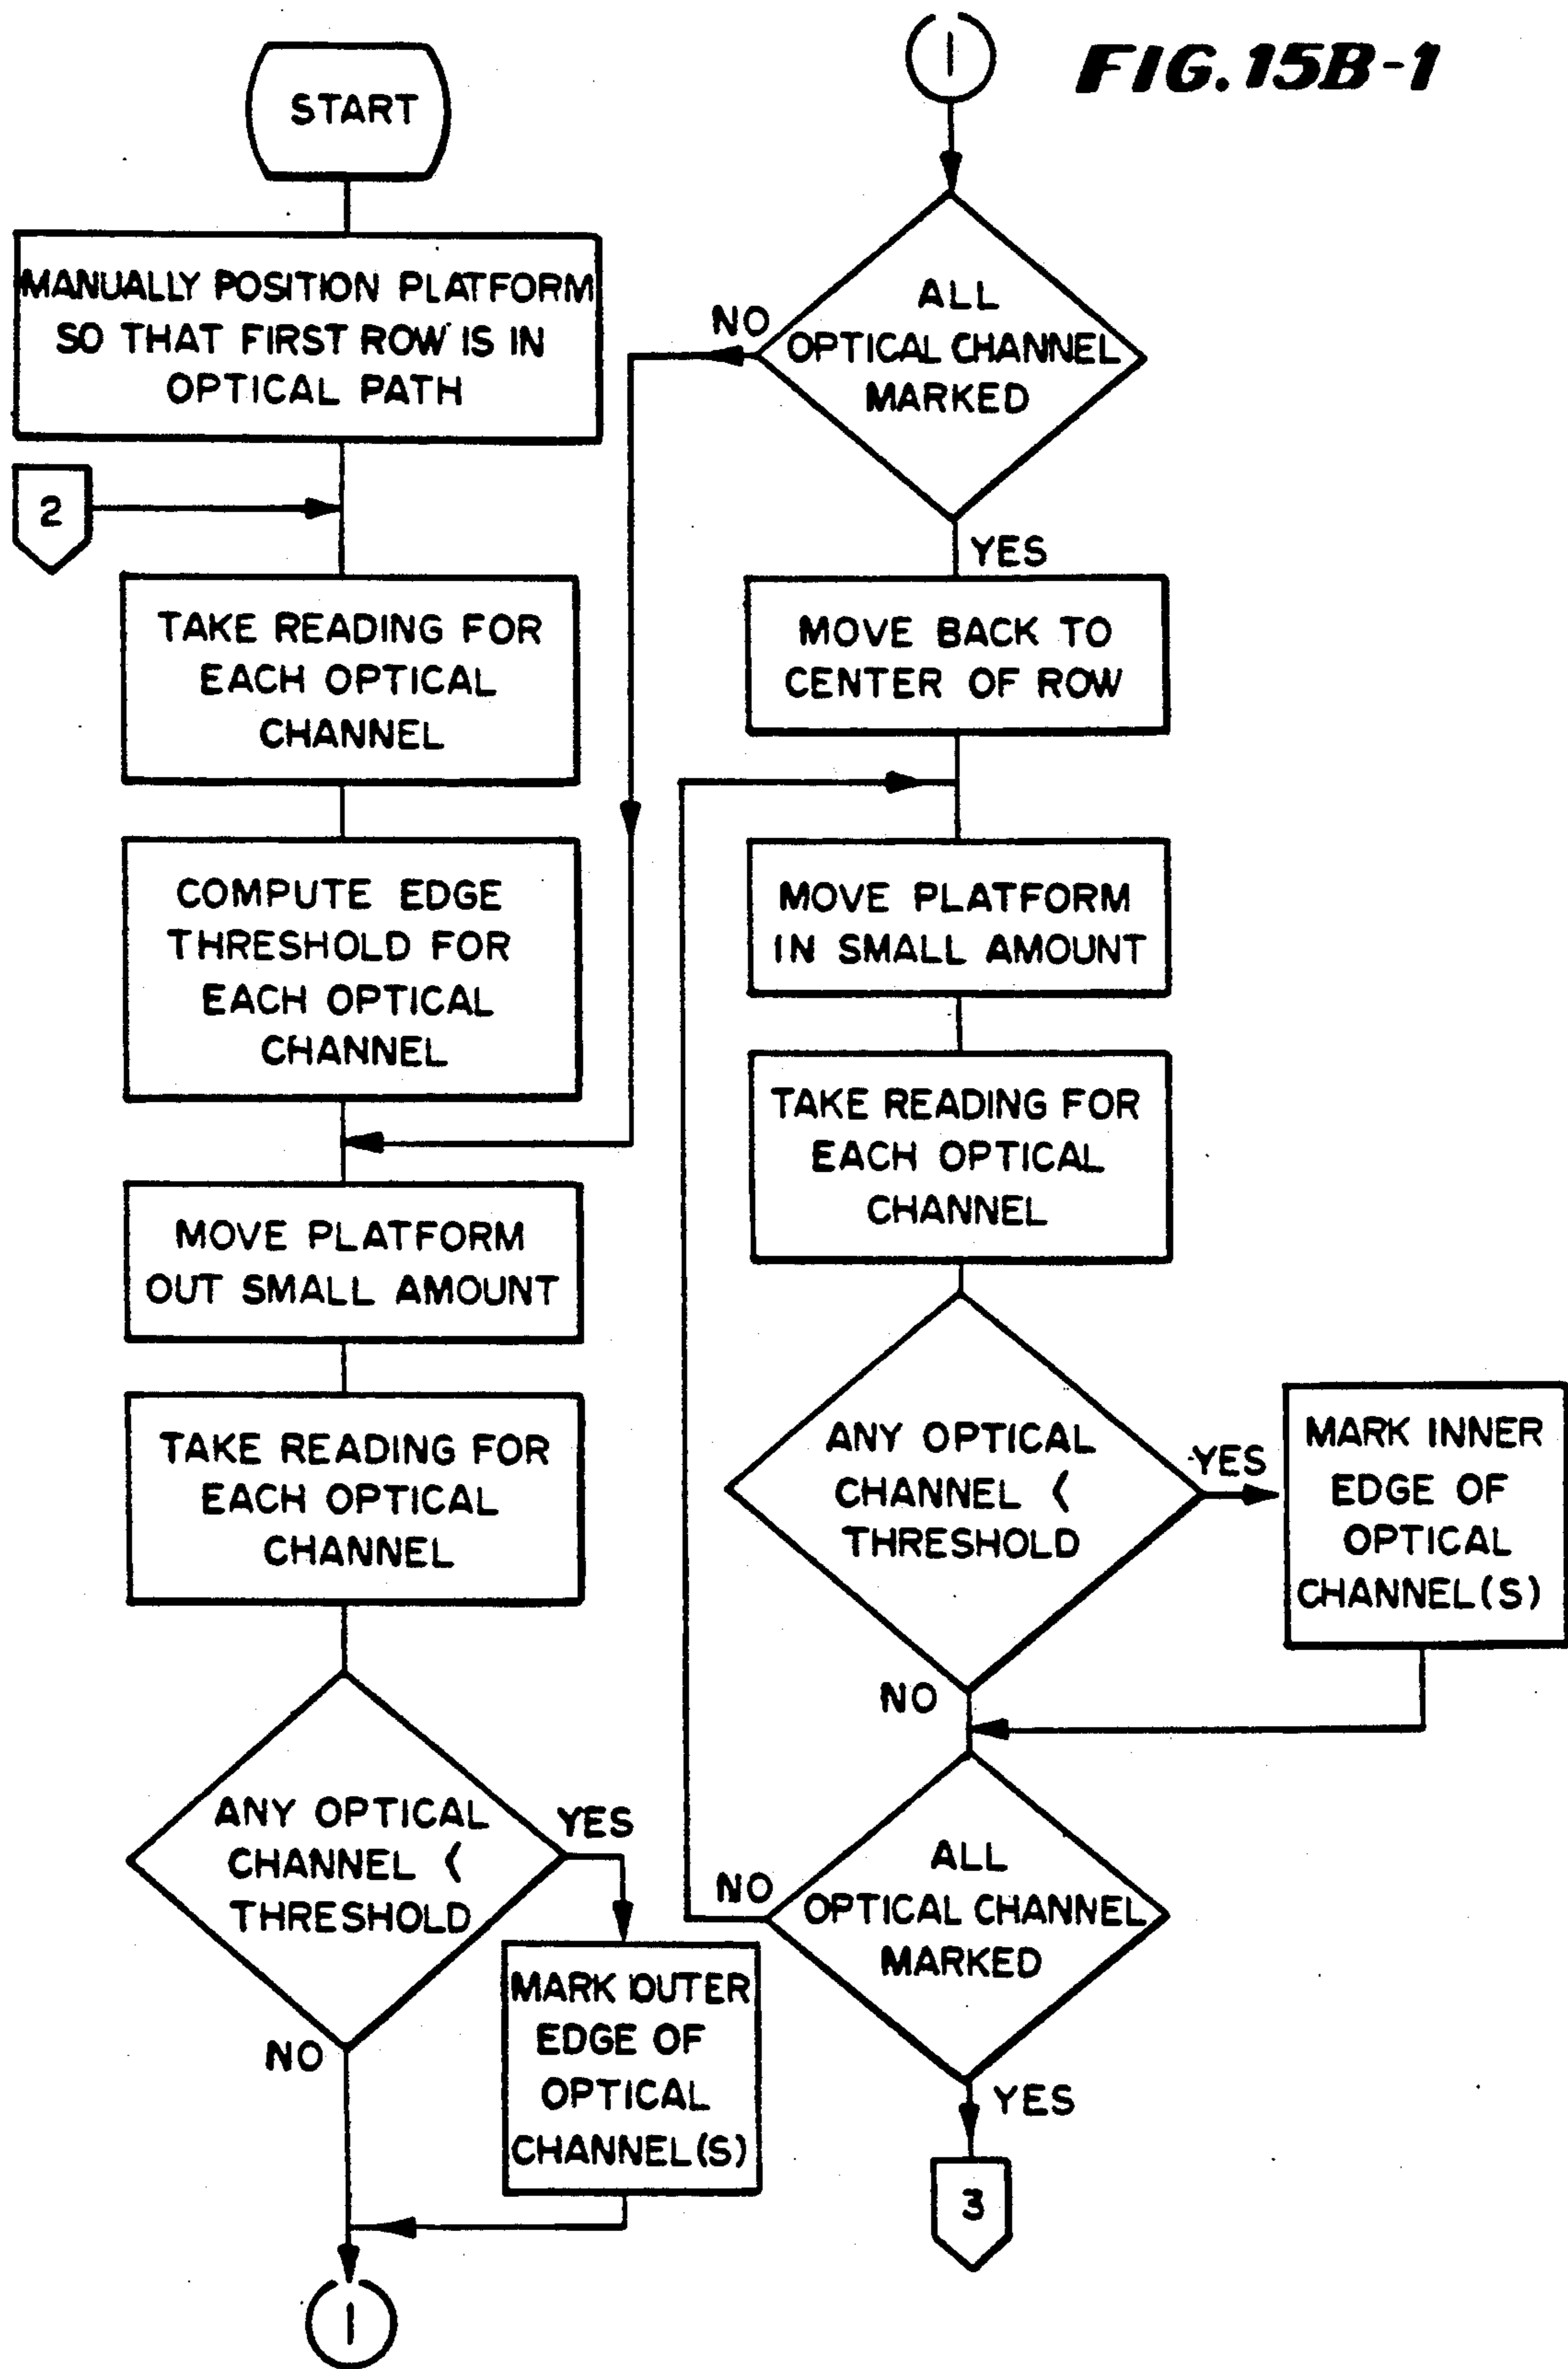 FIG. 15B-1
START
MANUALLY POSITION PLATFORM
SO THAT FIRST ROW IS IN
OPTICAL PATH
2
TAKE READING FOR
EACH OPTICAL
CHANNEL
COMPUTE EDGE
THRESHOLD FOR
EACH OPTICAL
CHANNEL
MOVE PLATFORM
OUT SMALL AMOUNT
TAKE READING FOR
EACH OPTICAL
CHANNEL
ANY OPTICAL
CHANNEL <
THRESHOLD
YES
NO
MARK OUTER
EDGE OF
OPTICAL
CHANNEL(S)
1
1
ALL
OPTICAL CHANNEL
MARKED
NO
YES
MOVE BACK TO
CENTER OF ROW
MOVE PLATFORM
IN SMALL AMOUNT
TAKE READING FOR
EACH OPTICAL
CHANNEL
ANY OPTICAL
CHANNEL <
THRESHOLD
YES
NO
MARK INNER
EDGE OF
OPTICAL
CHANNEL(S)
ALL
OPTICAL CHANNEL
MARKED
NO
YES
3